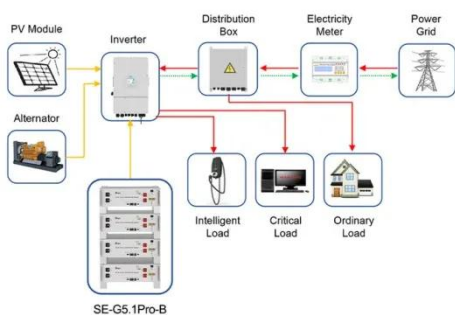 PV Module
Inverter
Distribution
Box
Electricity
Meter
Power
Grid
Alternator
Intelligent
Load
Critical
Load
Ordinary
Load
SE-G5.1Pro-B